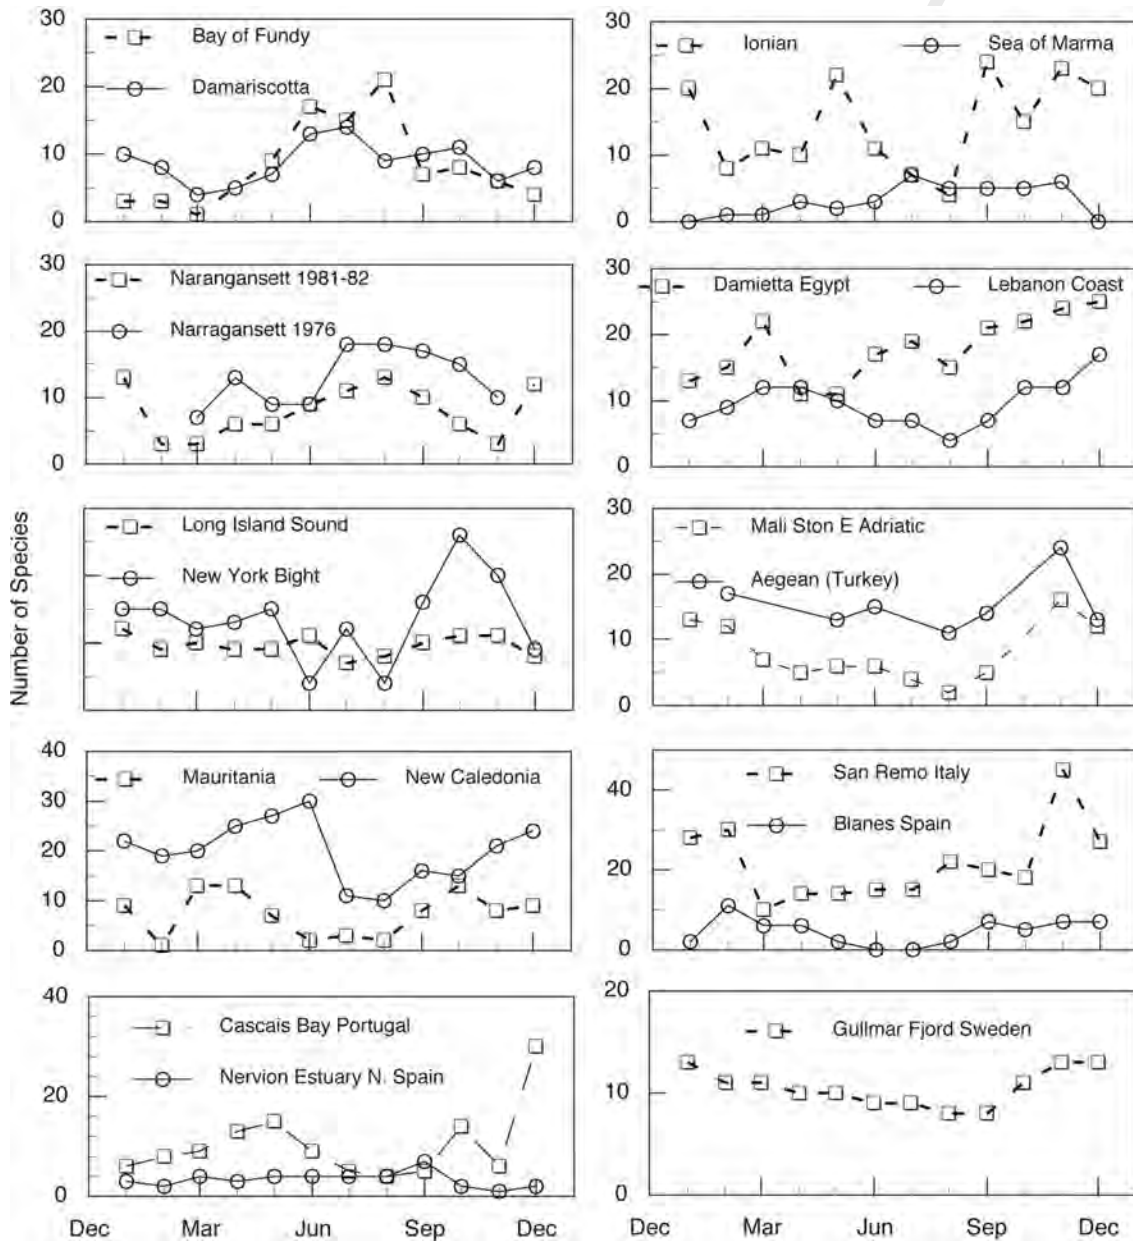 30
20
10
0
Bay of Fundy
Damariscotta
30
20
10
0
Ionian
Sea of Marma
30
20
10
0
Narangansett 1981-82
Narragansett 1976
30
20
10
0
Damietta Egypt
Lebanon Coast
Number of Species
Long Island Sound
New York Bight
30
20
10
0
Mali Ston E Adriatic
Aegean (Turkey)
40
30
20
10
0
Mauritania
New Caledonia
40
20
0
San Remo Italy
Blanes Spain
40
20
0
Cascais Bay Portugal
Nervion Estuary N. Spain
Dec
Mar
Jun
Sep
Dec
20
10
0
Gullmar Fjord Sweden
Dec
Mar
Jun
Sep
Dec